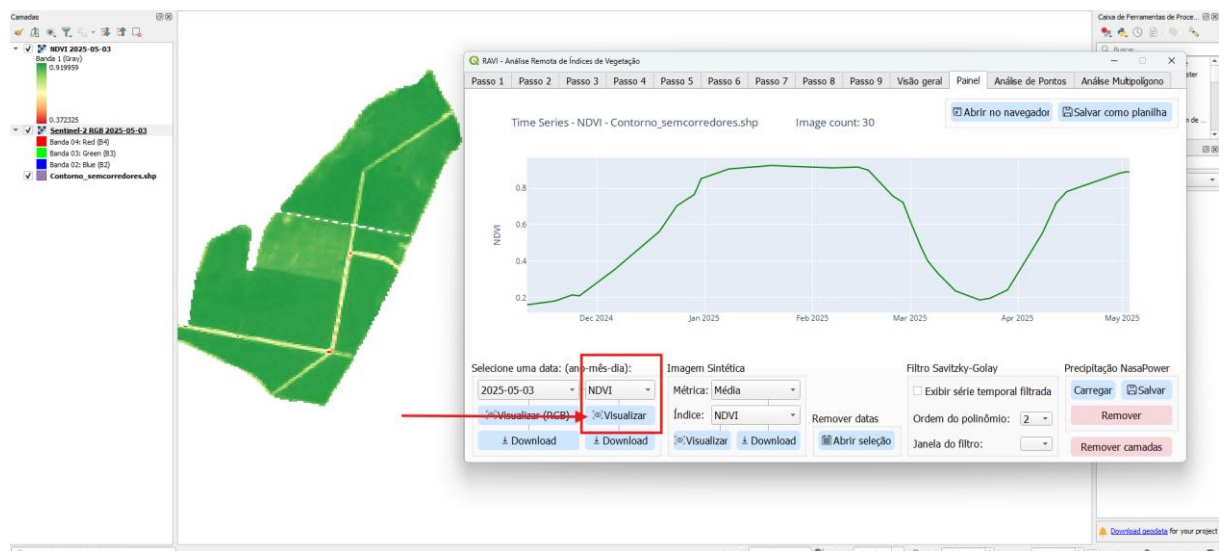 Camadas
NDVI 2025-05-03
Banda 1 (Gray)
0.919959
0.372325
Sentinel-2 RGB 2025-05-03
Banda 04: Red (B4)
Banda 03: Green (B3)
Banda 02: Blue (B2)
Contorno_semcorredores.shp
RAVI - Análise Remota de Índices de Vegetação
Passo 1 Passo 2 Passo 3 Passo 4 Passo 5 Passo 6 Passo 7 Passo 8 Passo 9 Visão geral Painel Análise de Pontos Análise Multipolígono
Abrir no navegador Salvar como planilha
Time Series - NDVI - Contorno_semcorredores.shp Image count: 30
NDVI
0.8
0.6
0.4
0.2
Dec 2024 Jan 2025 Feb 2025 Mar 2025 Apr 2025 May 2025
Selecione uma data: (ano-mês-dia):
2025-05-03 NDVI
Visualizar (RGB) Visualizar
Download Download
Imagem Sintética
Métrica: Média
Índice: NDVI
Visualizar Download
Remover datas
Abrir seleção
Filtro Savitzky-Golay
Exibir série temporal filtrada
Ordem do polinômio: 2
Janela do filtro:
Precipitação NasaPower
Carregar Salvar
Remover
Remover camadas
Caixa de Ferramentas de Proce...
Buscar...
Download geodata for your project